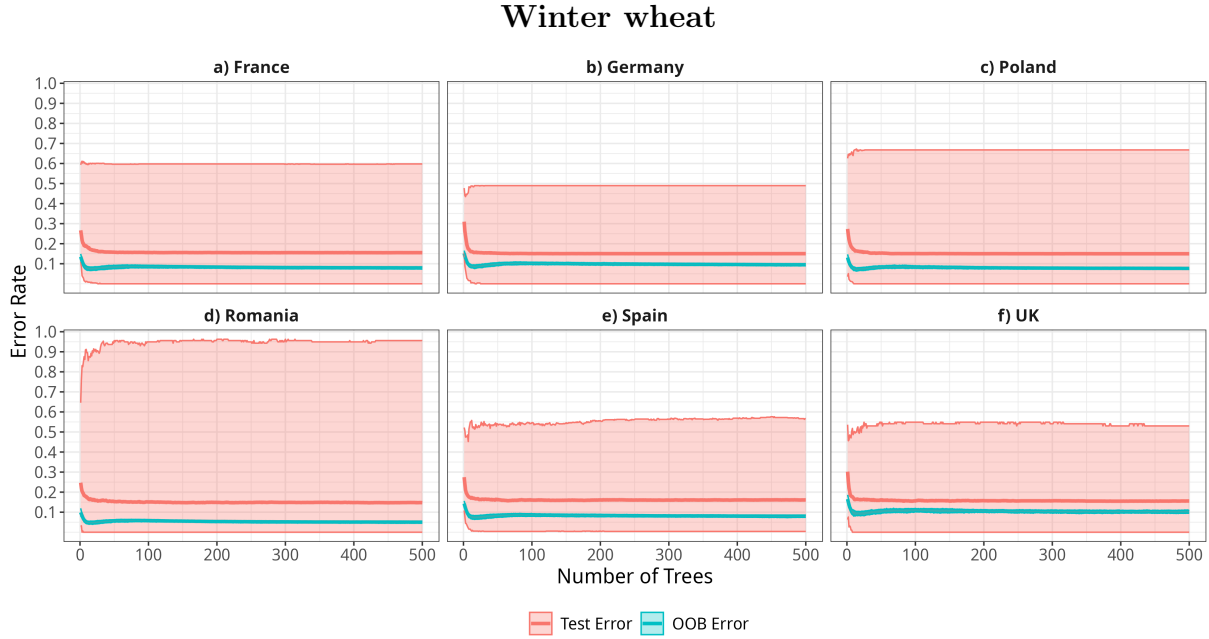 Winter wheat
a) France
b) Germany
c) Poland
1.0
0.9
0.8
0.7
0.6
0.5
0.4
0.3
0.2
0.1
Error Rate
d) Romania
e) Spain
f) UK
1.0
0.9
0.8
0.7
0.6
0.5
0.4
0.3
0.2
0.1
0 100 200 300 400 500
0 100 200 300 400 500
0 100 200 300 400 500
Number of Trees
Test Error
OOB Error